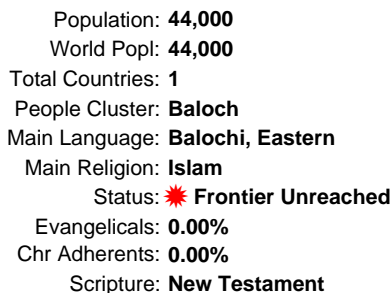 Population: 44,000
World Popl: 44,000
Total Countries: 1
People Cluster: Baloch
Main Language: Balochi, Eastern
Main Religion: Islam
Status: Frontier Unreached
Evangelicals: 0.00%
Chr Adherents: 0.00%
Scripture: New Testament